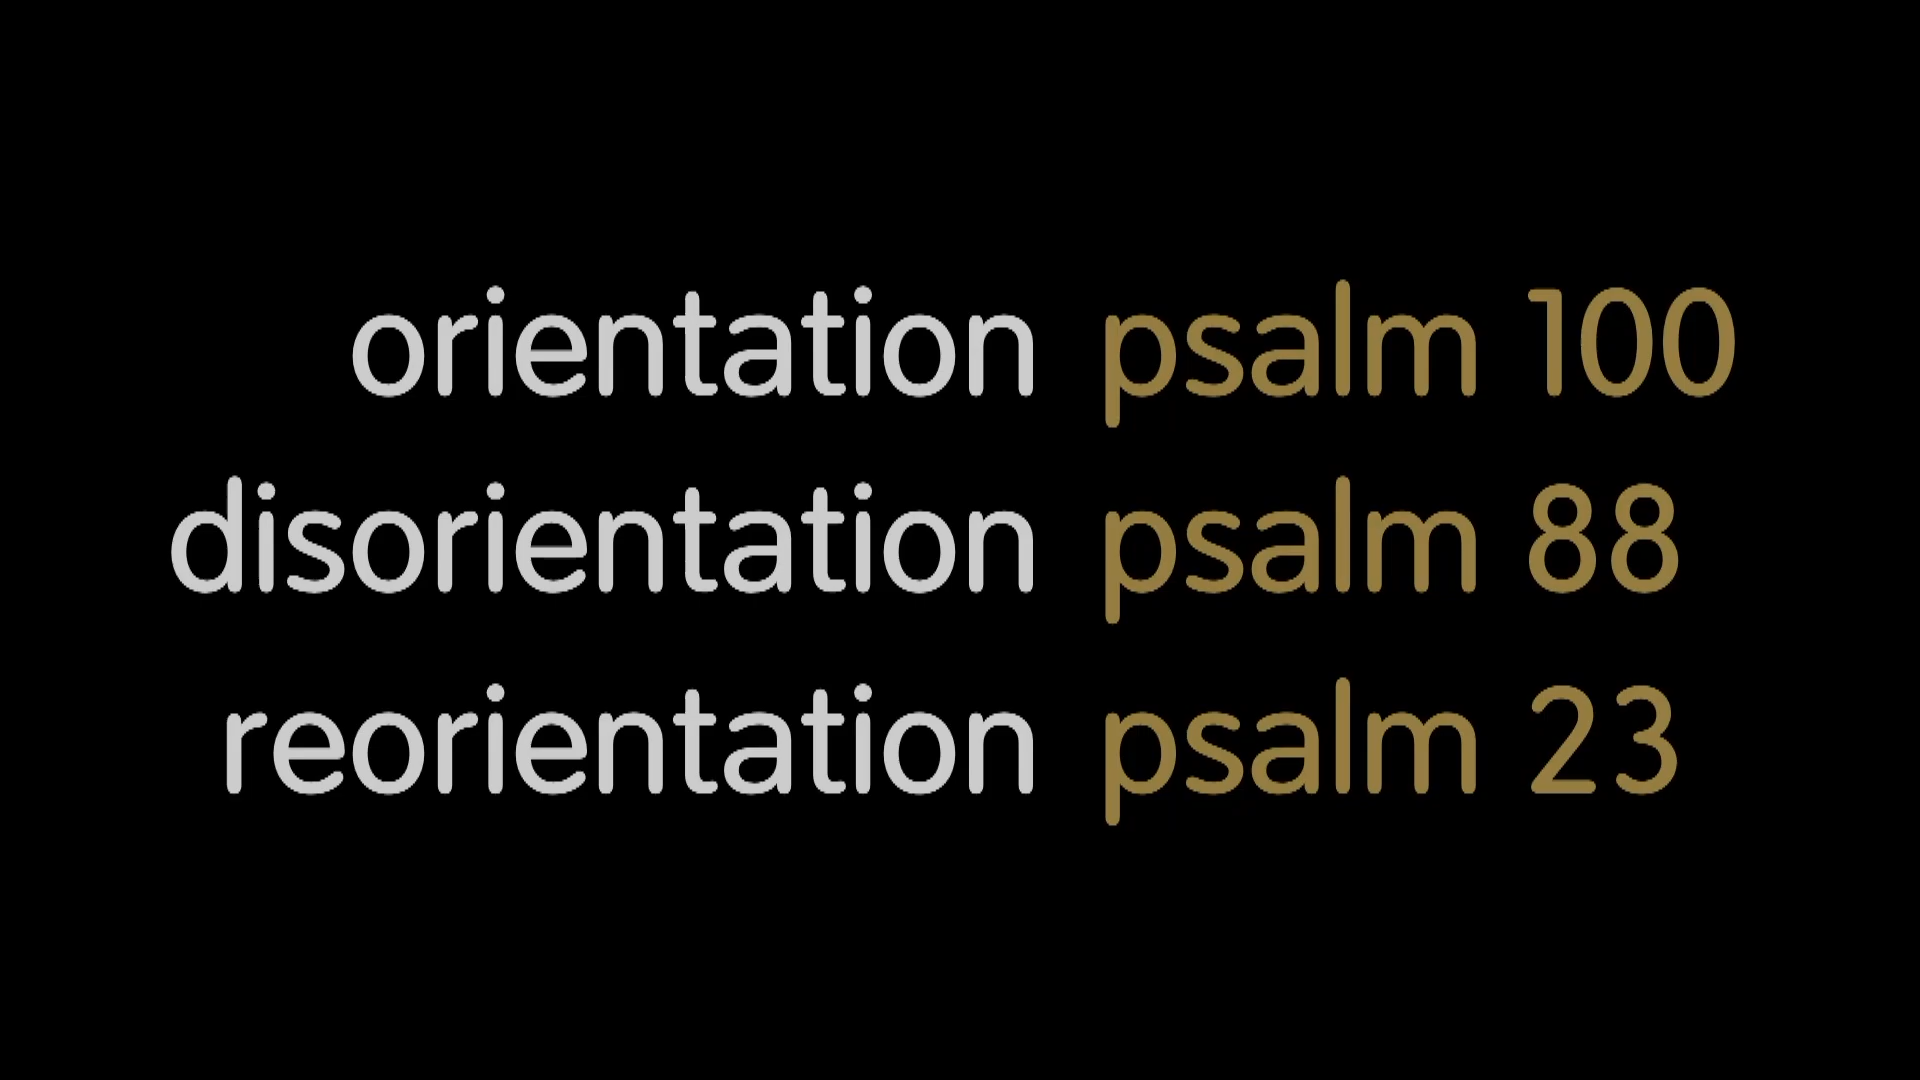 orientation psalm 100
disorientation psalm 88
reorientation psalm 23